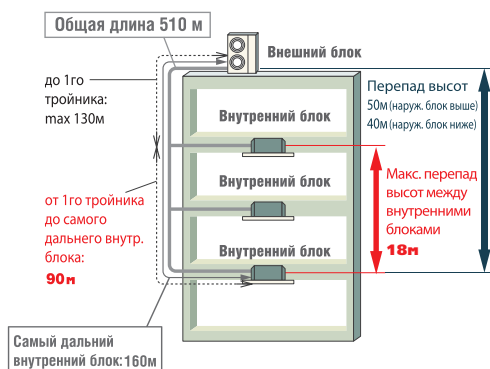 Общая длина 510 м
Внешний блок
до 1го
тройника:
max 130м
Перепад высот
50м (наруж. блок выше)
40м (наруж. блок ниже)
Внутренний блок
Внутренний блок
Макс. перепад
высот между
внутренними
блоками
18м
от 1го тройника
до самого
дальнего внутр.
блока:
90м
Внутренний блок
Самый дальний
внутренний блок: 160м